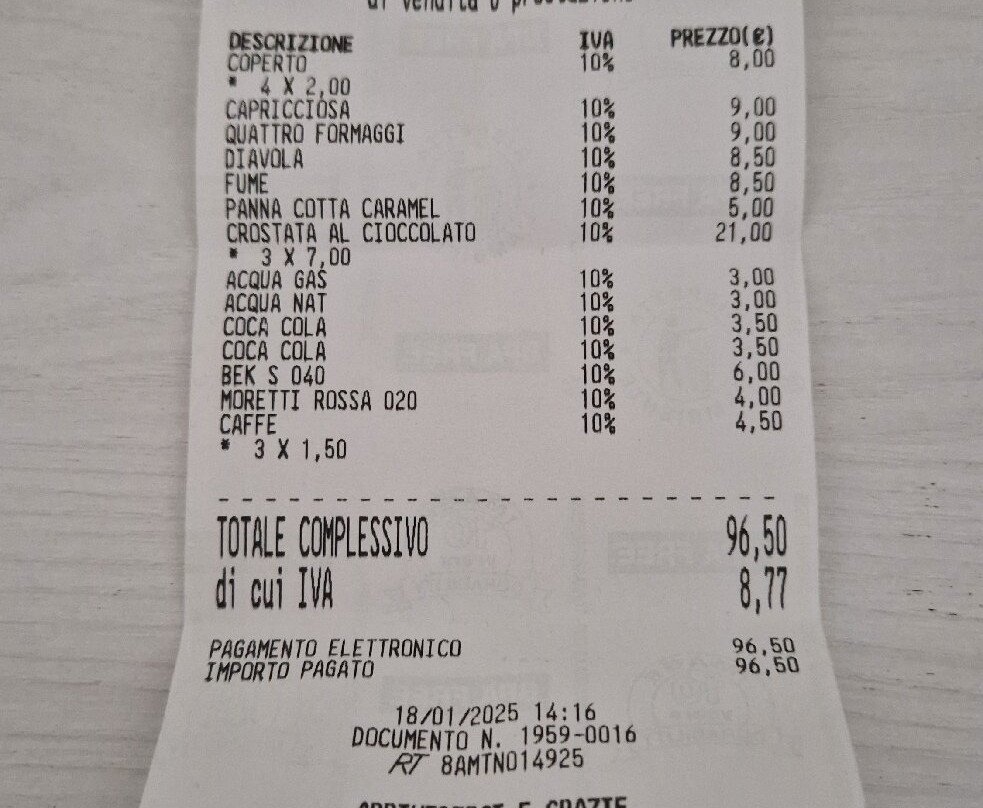 di vendita o prestazione
DESCRIZIONE IVA PREZZO(€)
COPERTO 10% 8,00
* 4 X 2,00
CAPRICCIOSA 10% 9,00
QUATTRO FORMAGGI 10% 9,00
DIAVOLA 10% 8,50
FUME 10% 8,50
PANNA COTTA CARAMEL 10% 5,00
CROSTATA AL CIOCCOLATO 10% 21,00
* 3 X 7,00
ACQUA GAS 10% 3,00
ACQUA NAT 10% 3,00
COCA COLA 10% 3,50
COCA COLA 10% 3,50
BEK S 040 10% 6,00
MORETTI ROSSA 020 10% 4,00
CAFFE 10% 4,50
* 3 X 1,50
TOTALE COMPLESSIVO 96,50
di cui IVA 8,77
PAGAMENTO ELETTRONICO 96,50
IMPORTO PAGATO 96,50
18/01/2025 14:16
DOCUMENTO N. 1959-0016
RT 8AMTN014925
ARRIVEDERCI E GRAZIE